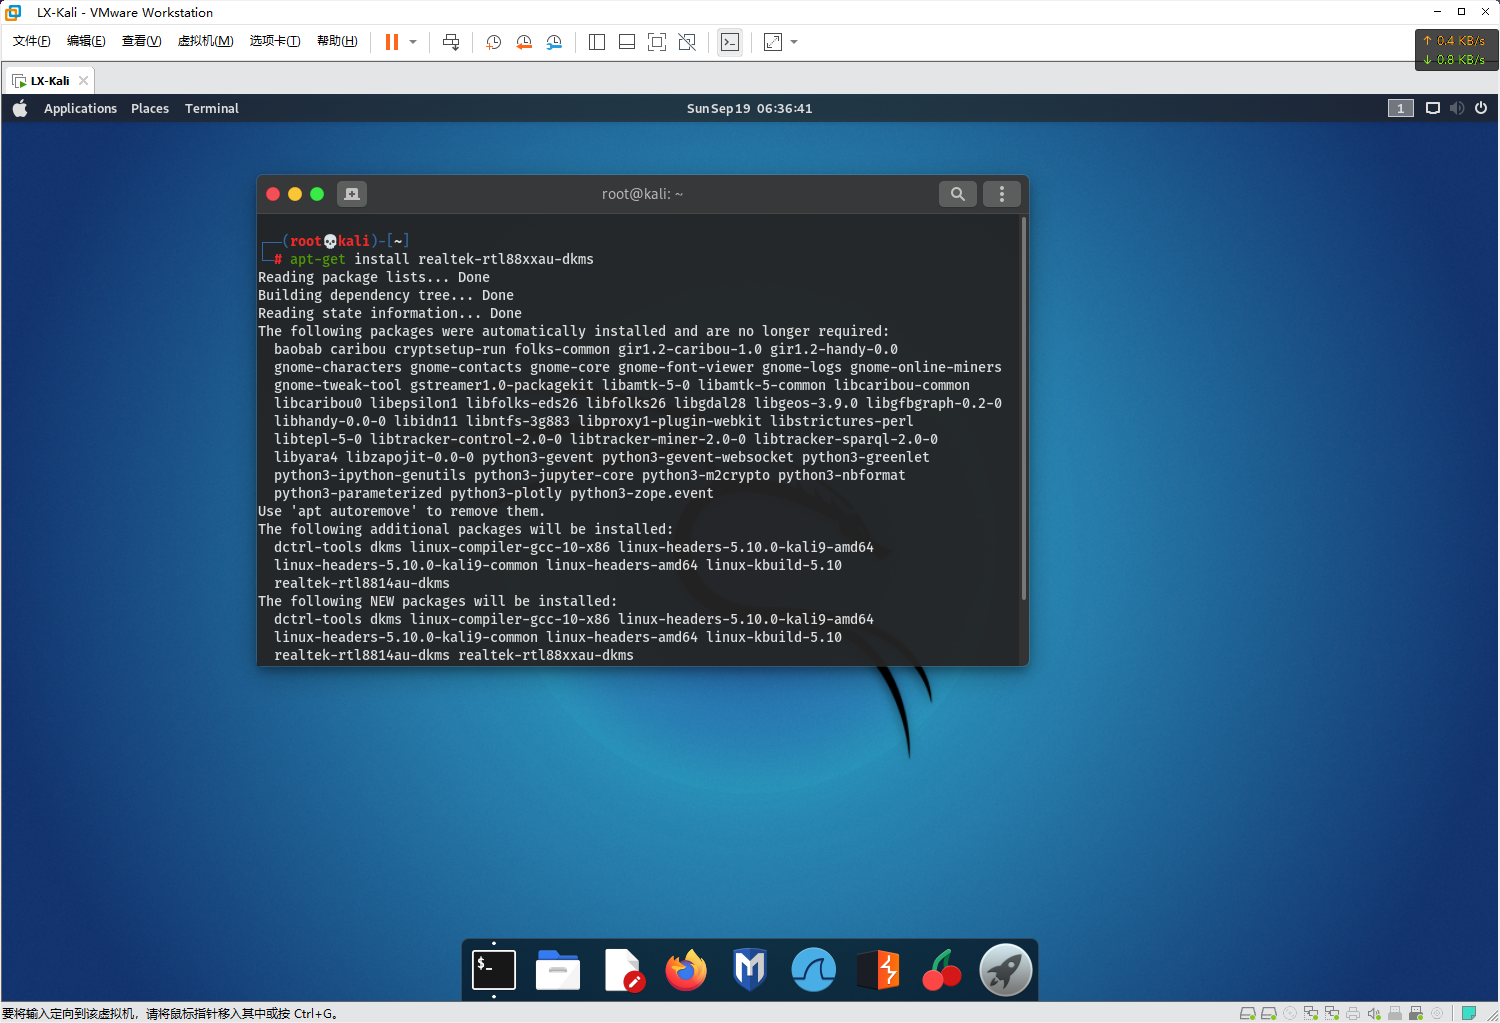 LX-Kali - VMware Workstation
文件(F) 编辑(E) 查看(V) 虚拟机(M) 选项卡(T) 帮助(H)
↑ 0.4 KB/s
↓ 0.8 KB/s
LX-Kali
Applications Places Terminal Sun Sep 19 06:36:41 1
root@kali: ~
(root💀kali)-[~]
# apt-get install realtek-rtl88xxau-dkms
Reading package lists... Done
Building dependency tree... Done
Reading state information... Done
The following packages were automatically installed and are no longer required:
baobab caribou cryptsetup-run folks-common gir1.2-caribou-1.0 gir1.2-handy-0.0
gnome-characters gnome-contacts gnome-core gnome-font-viewer gnome-logs gnome-online-miners
gnome-tweak-tool gstreamer1.0-packagekit libamtk-5-0 libamtk-5-common libcaribou-common
libcaribou0 libepsilon1 libfolks-eds26 libfolks26 libgdal28 libgeos-3.9.0 libgfbgraph-0.2-0
libhandy-0.0-0 libidn11 libntfs-3g883 libproxy1-plugin-webkit libstrictures-perl
libtepl-5-0 libtracker-control-2.0-0 libtracker-miner-2.0-0 libtracker-sparql-2.0-0
libyara4 libzapojit-0.0-0 python3-gevent python3-gevent-websocket python3-greenlet
python3-ipython-genutils python3-jupyter-core python3-m2crypto python3-nbformat
python3-parameterized python3-plotly python3-zope.event
Use 'apt autoremove' to remove them.
The following additional packages will be installed:
dctrl-tools dkms linux-compiler-gcc-10-x86 linux-headers-5.10.0-kali9-amd64
linux-headers-5.10.0-kali9-common linux-headers-amd64 linux-kbuild-5.10
realtek-rtl8814au-dkms
The following NEW packages will be installed:
dctrl-tools dkms linux-compiler-gcc-10-x86 linux-headers-5.10.0-kali9-amd64
linux-headers-5.10.0-kali9-common linux-headers-amd64 linux-kbuild-5.10
realtek-rtl8814au-dkms realtek-rtl88xxau-dkms
$_
M
要将输入定向到该虚拟机，请将鼠标指针移入其中或按 Ctrl+G。